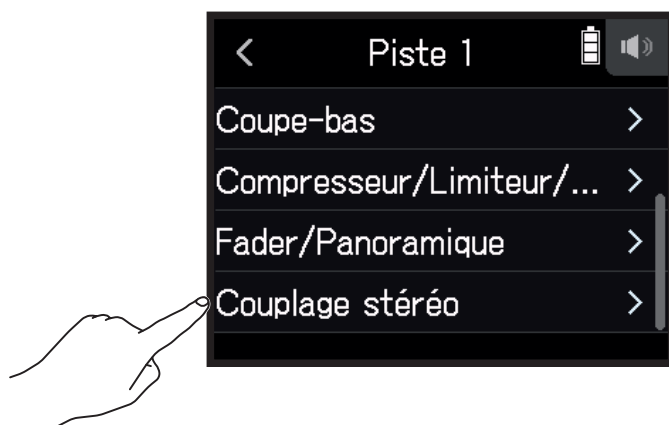 Piste 1
Coupe-bas
Compresseur/Limiteur/...
Fader/Panoramique
Couplage stéréo